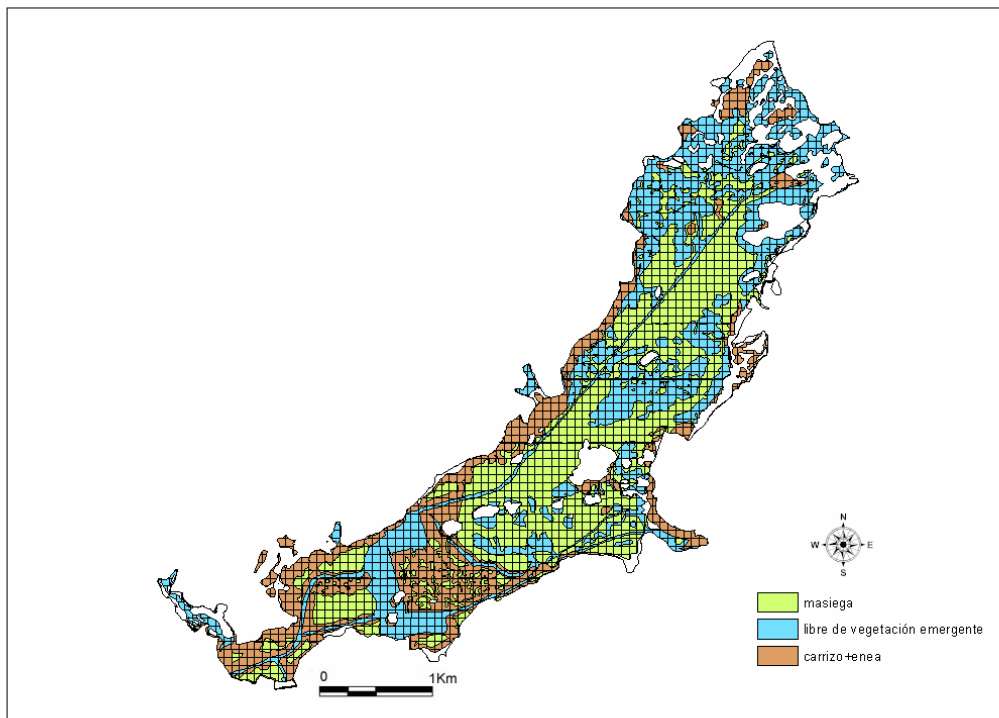 N
W E
S
masiega
libre de vegetación emergente
carrizo+enea
0 1Km